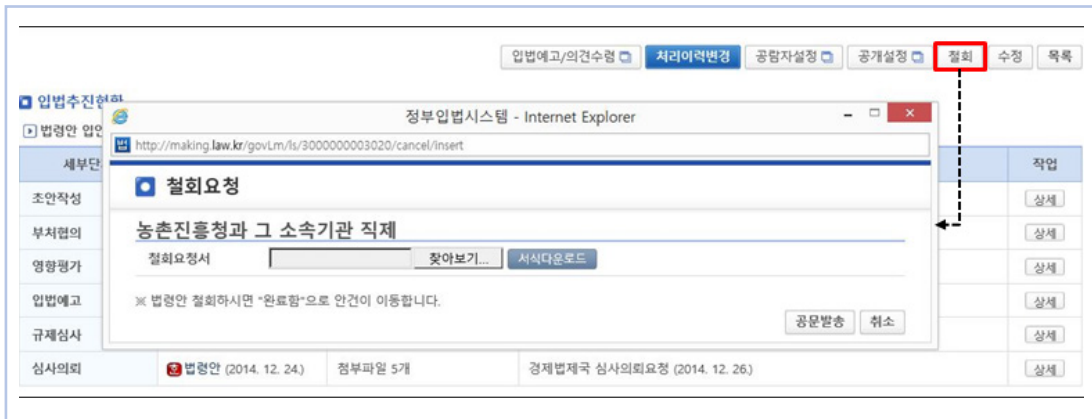 입법예고/의견수렴 처리이력변경 공람자설정 공개설정 철회 수정 목록
입법추진현황
법령안 입안
정부입법시스템 - Internet Explorer
http://making.law.kr/govLm/ls/3000000003020/cancel/insert
세부단 작업
철회요청
초안작성 상세
부처협의 농촌진흥청과 그 소속기관 직제 상세
영향평가 철회요청서 찾아보기... 서식다운로드 상세
입법예고 ※ 법령안 철회하시면 "완료함"으로 안건이 이동합니다. 상세
규제심사 공문발송 취소 상세
심사의뢰 법령안 (2014. 12. 24.) 첨부파일 5개 경제법제국 심사의뢰요청 (2014. 12. 26.) 상세